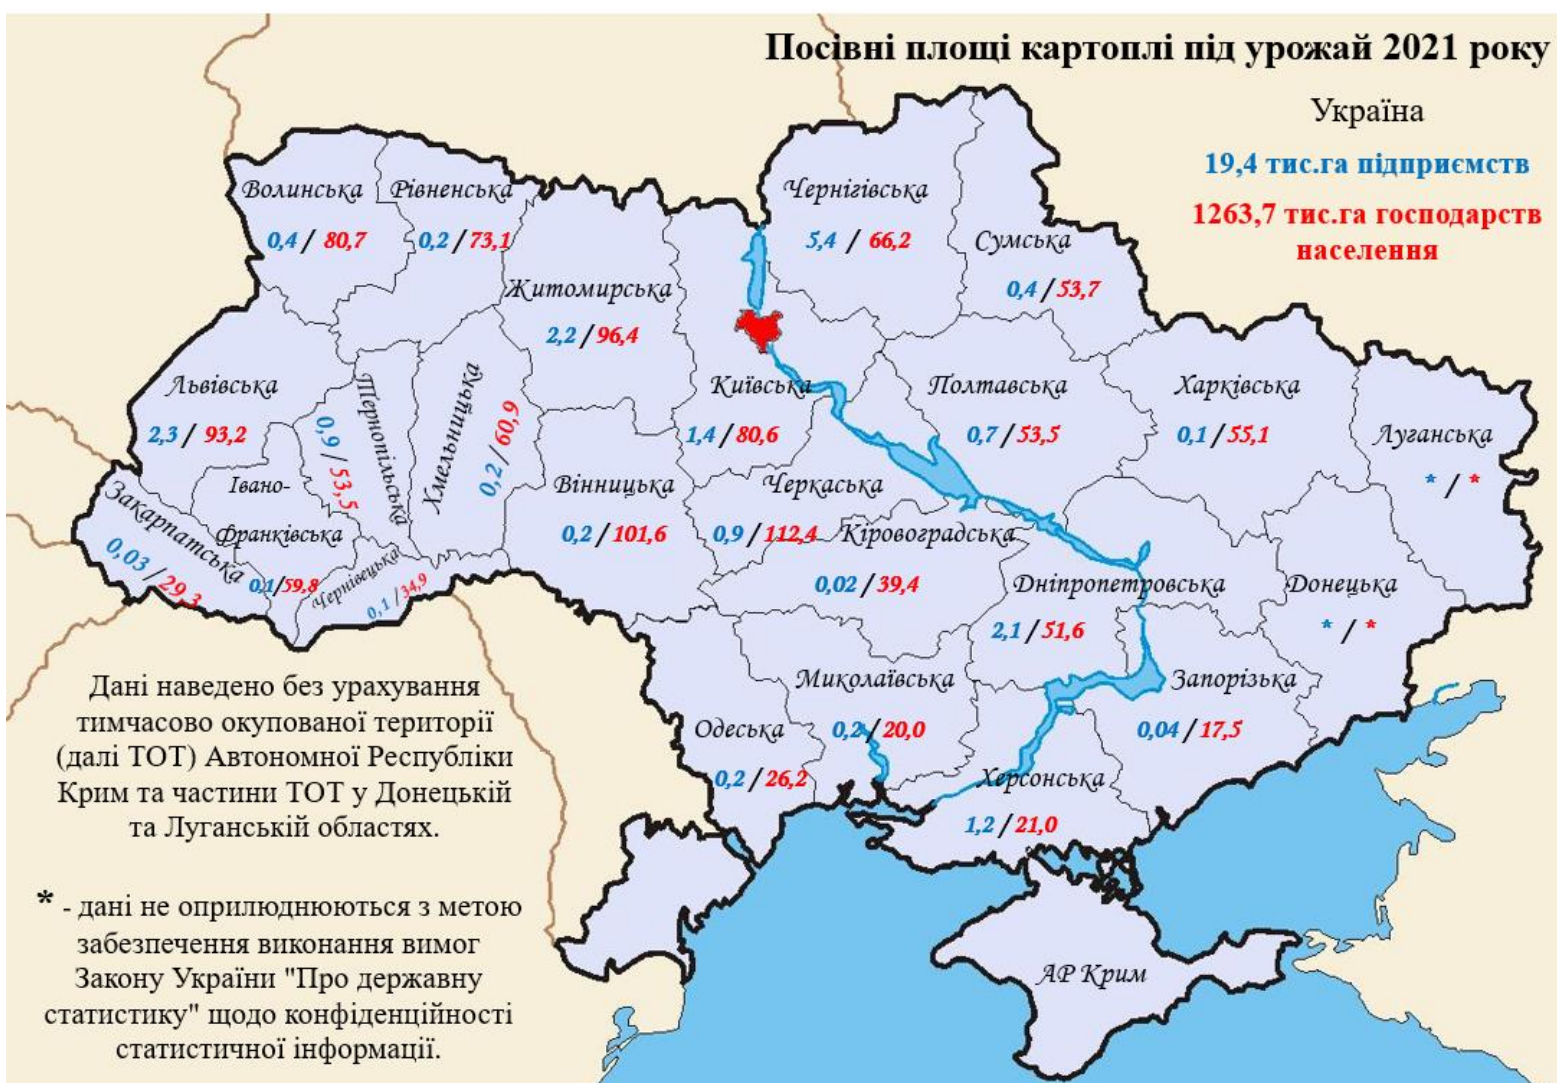 Посівні площі картоплі під урожай 2021 року
Україна
19,4 тис.га підприємств
1263,7 тис.га господарств
населення
Волинська
0,4 / 80,7
Рівненська
0,2 / 73,1
Житомирська
2,2 / 96,4
Чернігівська
5,4 / 66,2
Сумська
0,4 / 53,7
Львівська
2,3 / 93,2
Тернопільська
0,9 / 53,5
Хмельницька
0,2 / 60,9
Київська
1,4 / 80,6
Полтавська
0,7 / 53,5
Харківська
0,1 / 55,1
Луганська
* / *
Закарпатська
0,03 / 29,3
Івано-
Франківська
0,1/59,8
Чернівецька
0,1 / 34,9
Вінницька
0,2 / 101,6
Черкаська
0,9 / 112,4
Кіровоградська
0,02 / 39,4
Дніпропетровська
2,1 / 51,6
Донецька
* / *
Миколаївська
0,2 / 20,0
Запорізька
0,04 / 17,5
Одеська
0,2 / 26,2
Херсонська
1,2 / 21,0
АР Крим
Дані наведено без урахування
тимчасово окупованої території
(далі ТОТ) Автономної Республіки
Крим та частини ТОТ у Донецькій
та Луганській областях.
* - дані не оприлюднюються з метою
забезпечення виконання вимог
Закону України "Про державну
статистику" щодо конфіденційності
статистичної інформації.